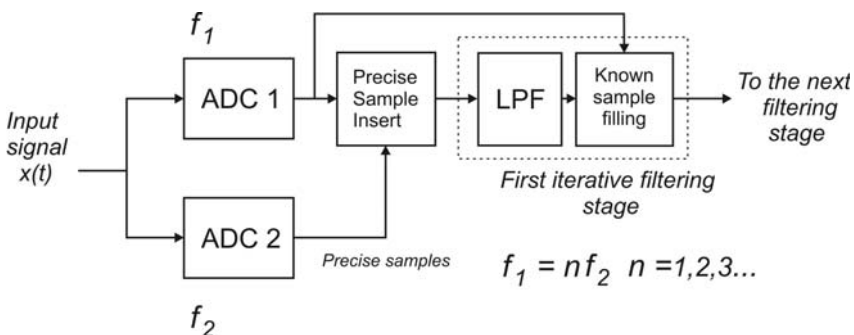 f1
ADC 1
Precise
Sample
Insert
LPF
Known
sample
filling
To the next
filtering
stage
Input
signal
x(t)
First iterative filtering
stage
ADC 2
Precise samples
f1 = nf2 n =1,2,3...
f2